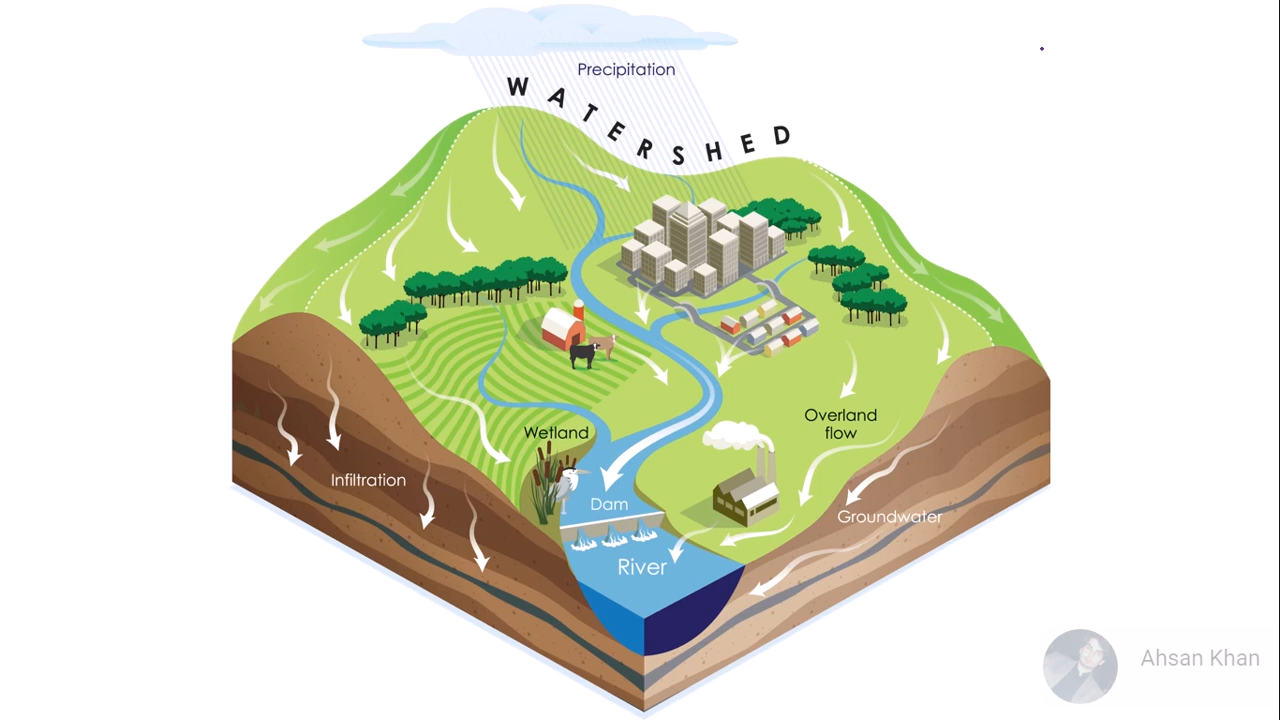 Precipitation
WATERSHED
Overland
flow
Wetland
Infiltration
Dam
Groundwater
River
Ahsan Khan